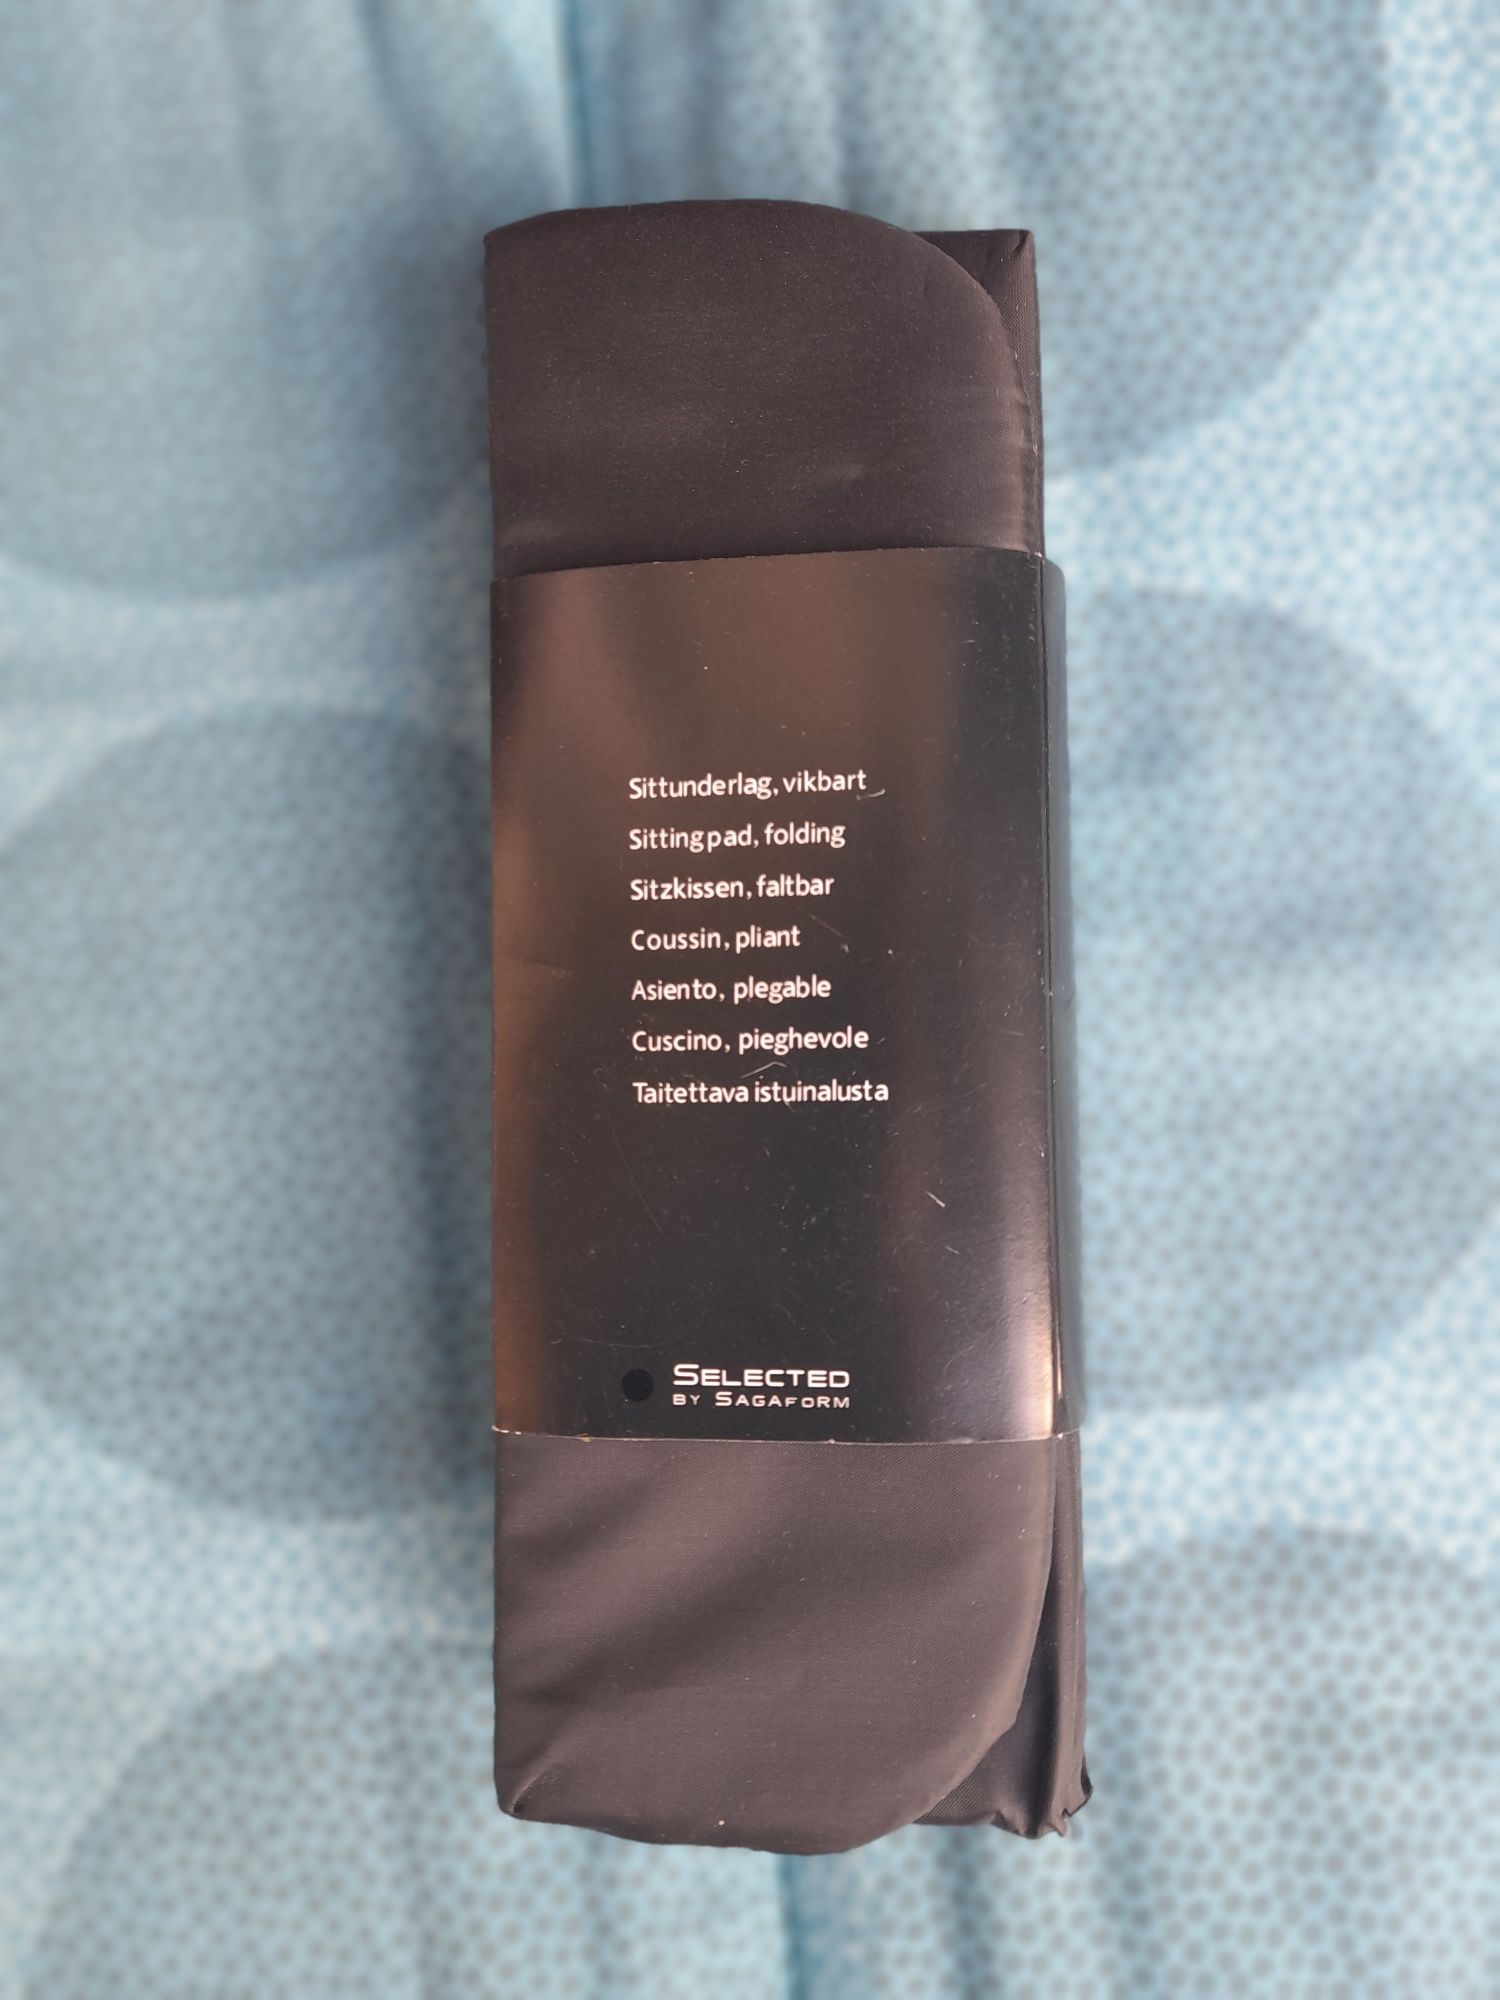 Sittunderlag, vikbart
Sitting pad, folding
Sitzkissen, faltbar
Coussin, pliant
Asiento, plegable
Cuscino, pieghevole
Taitettava istuinalusta
SELECTED
BY SAGAFORM